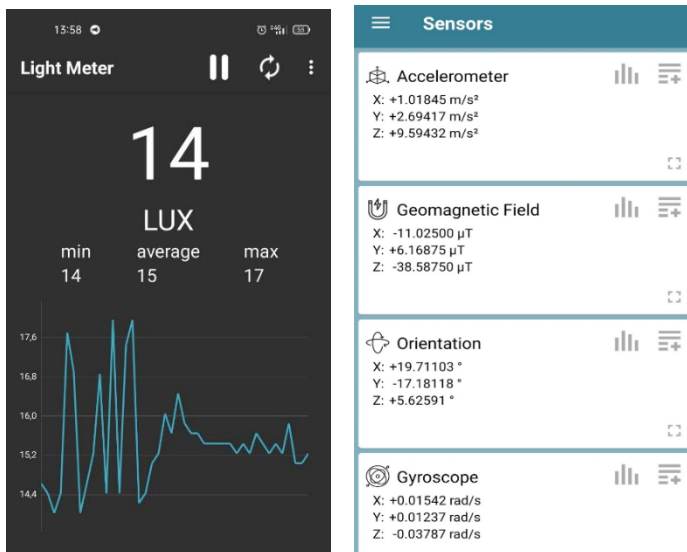 13:58
55
Light Meter
14
LUX
min average max
14 15 17
17,6
16,8
16,0
15,2
14,4
Sensors
Accelerometer
X: +1.01845 m/s²
Y: +2.69417 m/s²
Z: +9.59432 m/s²
Geomagnetic Field
X: -11.02500 μT
Y: +6.16875 μT
Z: -38.58750 μT
Orientation
X: +19.71103 °
Y: -17.18118 °
Z: +5.62591 °
Gyroscope
X: +0.01542 rad/s
Y: +0.01237 rad/s
Z: -0.03787 rad/s